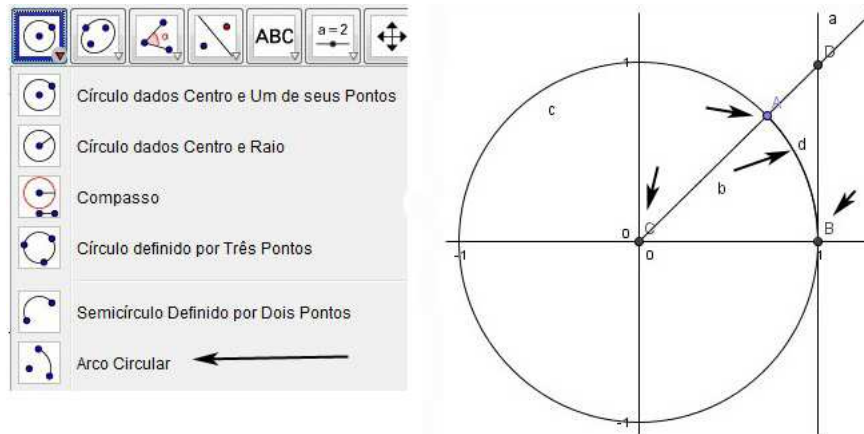 ABC
a = 2
Círculo dados Centro e Um de seus Pontos
Círculo dados Centro e Raio
Compasso
Círculo definido por Três Pontos
Semicírculo Definido por Dois Pontos
Arco Circular
a
D
1
A
c
d
b
C
B
o
-1
0
1
-1